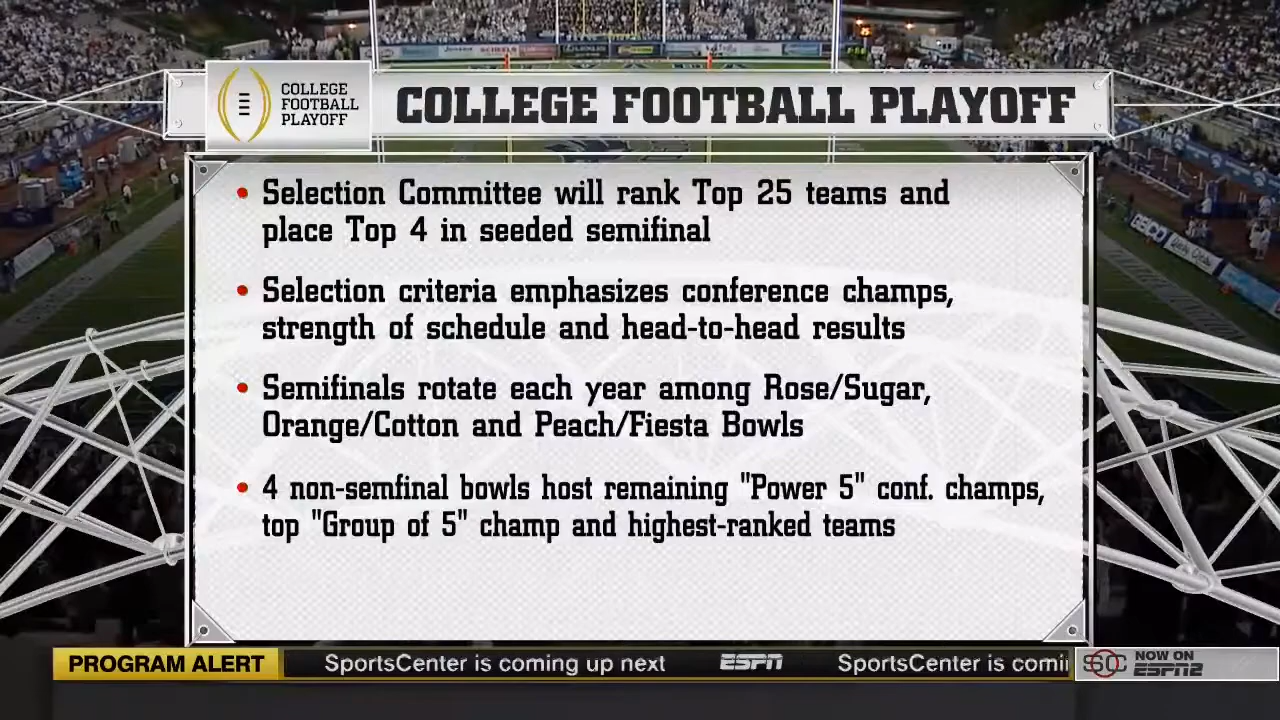 COLLEGE
FOOTBALL
PLAYOFF
COLLEGE FOOTBALL PLAYOFF
• Selection Committee will rank Top 25 teams and
place Top 4 in seeded semifinal
• Selection criteria emphasizes conference champs,
strength of schedule and head-to-head results
• Semifinals rotate each year among Rose/Sugar,
Orange/Cotton and Peach/Fiesta Bowls
• 4 non-semfinal bowls host remaining "Power 5" conf. champs,
top "Group of 5" champ and highest-ranked teams
GEICO
PROGRAM ALERT
SportsCenter is coming up next
ESPN
SportsCenter is comi
SC
NOW ON
ESPN2